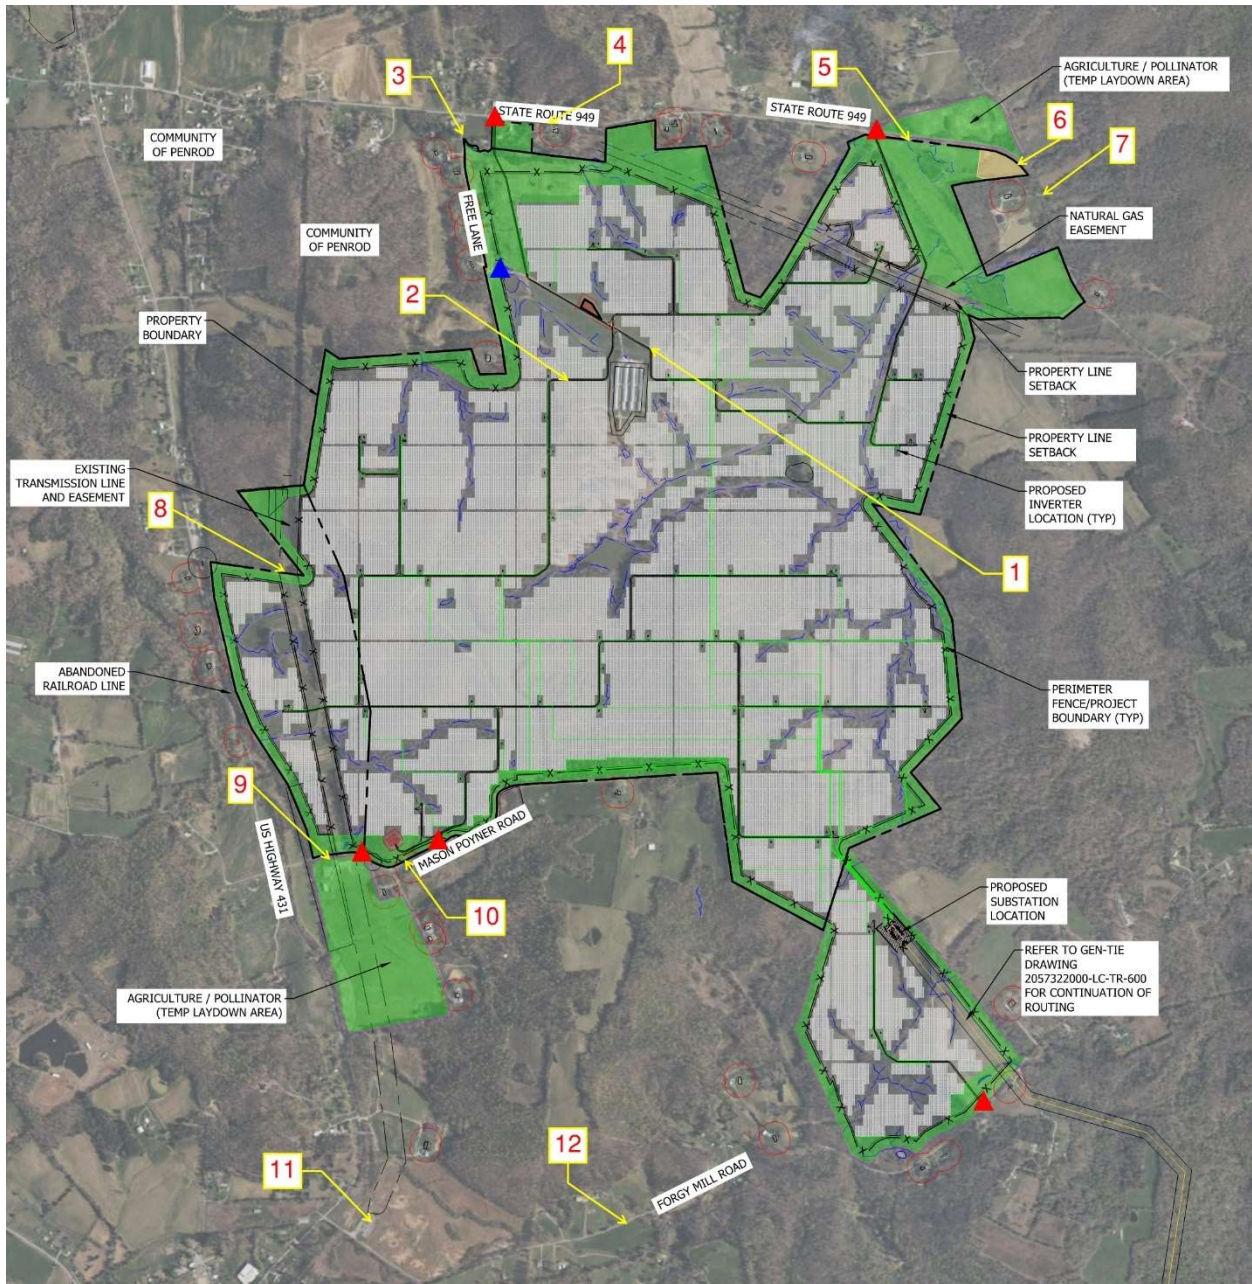 4
3
5
STATE ROUTE 949
STATE ROUTE 949
AGRICULTURE / POLLINATOR
(TEMP LAYDOWN AREA)
6
7
COMMUNITY
OF PENROD
COMMUNITY
OF PENROD
FREE LANE
NATURAL GAS
EASEMENT
2
PROPERTY
BOUNDARY
PROPERTY LINE
SETBACK
PROPERTY LINE
SETBACK
EXISTING
TRANSMISSION LINE
AND EASEMENT
8
PROPOSED
INVERTER
LOCATION (TYP)
1
ABANDONED
RAILROAD LINE
PERIMETER
FENCE/PROJECT
BOUNDARY (TYP)
9
US HIGHWAY 431
MASON POYNER ROAD
10
PROPOSED
SUBSTATION
LOCATION
REFER TO GEN-TIE
DRAWING
2057322000-LC-TR-600
FOR CONTINUATION OF
ROUTING
AGRICULTURE / POLLINATOR
(TEMP LAYDOWN AREA)
11
12
FORGY MILL ROAD